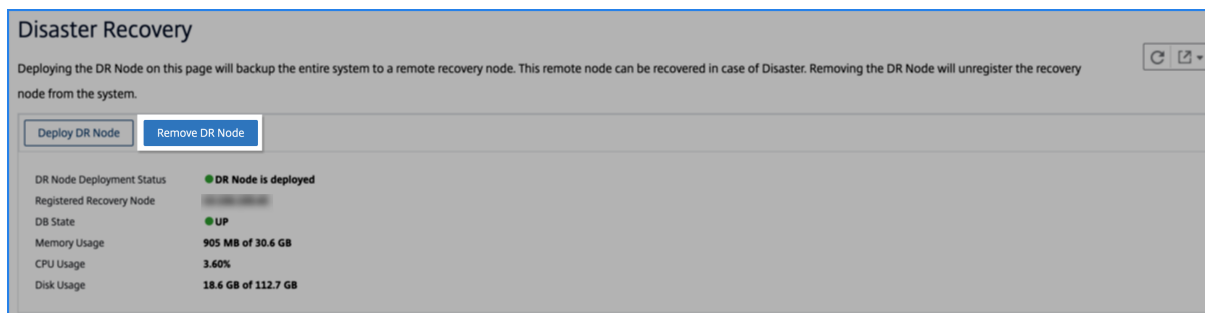 Disaster Recovery
Deploying the DR Node on this page will backup the entire system to a remote recovery node. This remote node can be recovered in case of Disaster. Removing the DR Node will unregister the recovery
node from the system.
Deploy DR Node Remove DR Node
DR Node Deployment Status DR Node is deployed
Registered Recovery Node
DB State UP
Memory Usage 905 MB of 30.6 GB
CPU Usage 3.60%
Disk Usage 18.6 GB of 112.7 GB